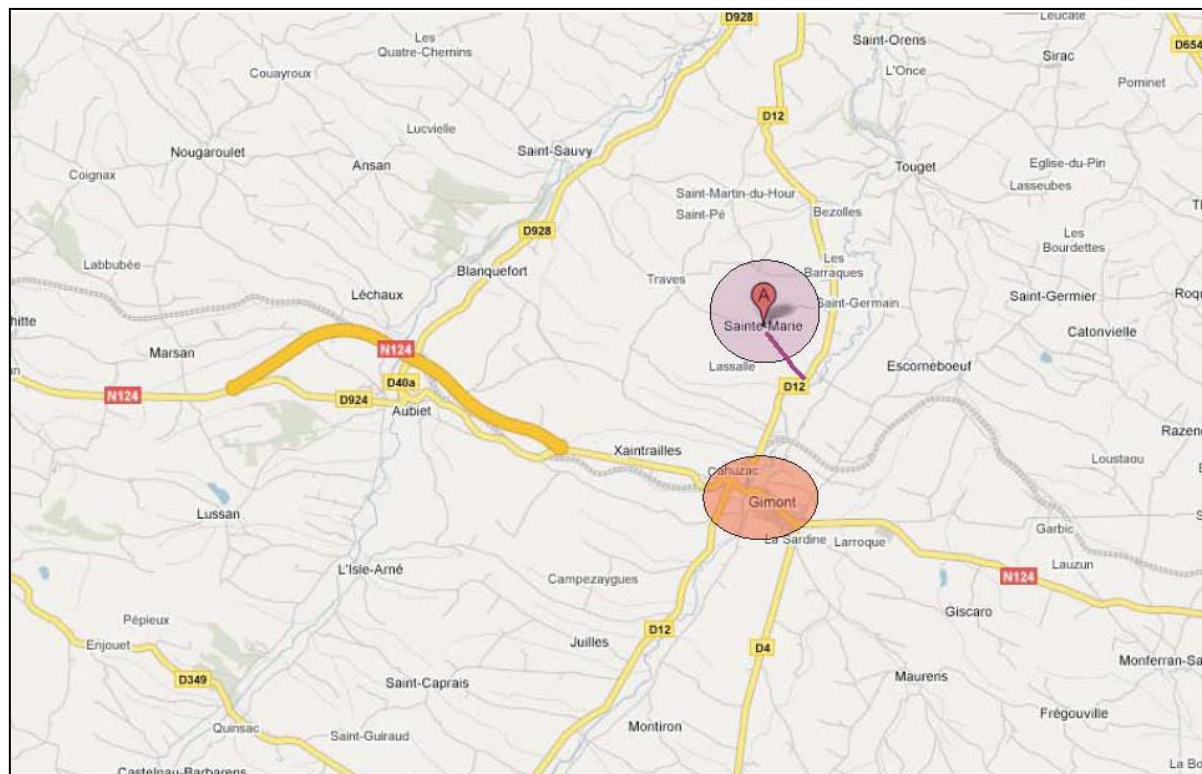 D928
Leucate
Les
Quatre-Chemins
Saint-Orens
D654
Sirac
Couayroux
L'Once
Pominet
D12
Lucvielle
Nougaroulet
Saint-Sauvy
Ansan
Touget
Eglise-du-Pin
Coignax
Lasseubes
Saint-Martin-du-Hour
Saint-Pé
Bezolles
D928
Les
Bourdettes
Labbubée
Blanquefort
Les
Barraques
Traves
Léchaux
A
Saint-Germain
Saint-Germier
Sainte-Marie
Catonvielle
Marsan
N124
Lassalle
Escorneboeuf
D40a
D12
N124
D924
Aubiet
Xaintrailles
Cahuzac
Loustaou
Gimont
Lussan
Garbic
La Sardine
Larroque
Lauzun
L'Isle-Arné
Campezaygues
N124
Giscaro
Pépieux
Enjouet
Juilles
D12
D4
D349
Saint-Caprais
Maurens
Monferran-Sa
Frégouville
Quinsac
Saint-Guiraud
Montiron
Castelnau-Barbarens
La Bo